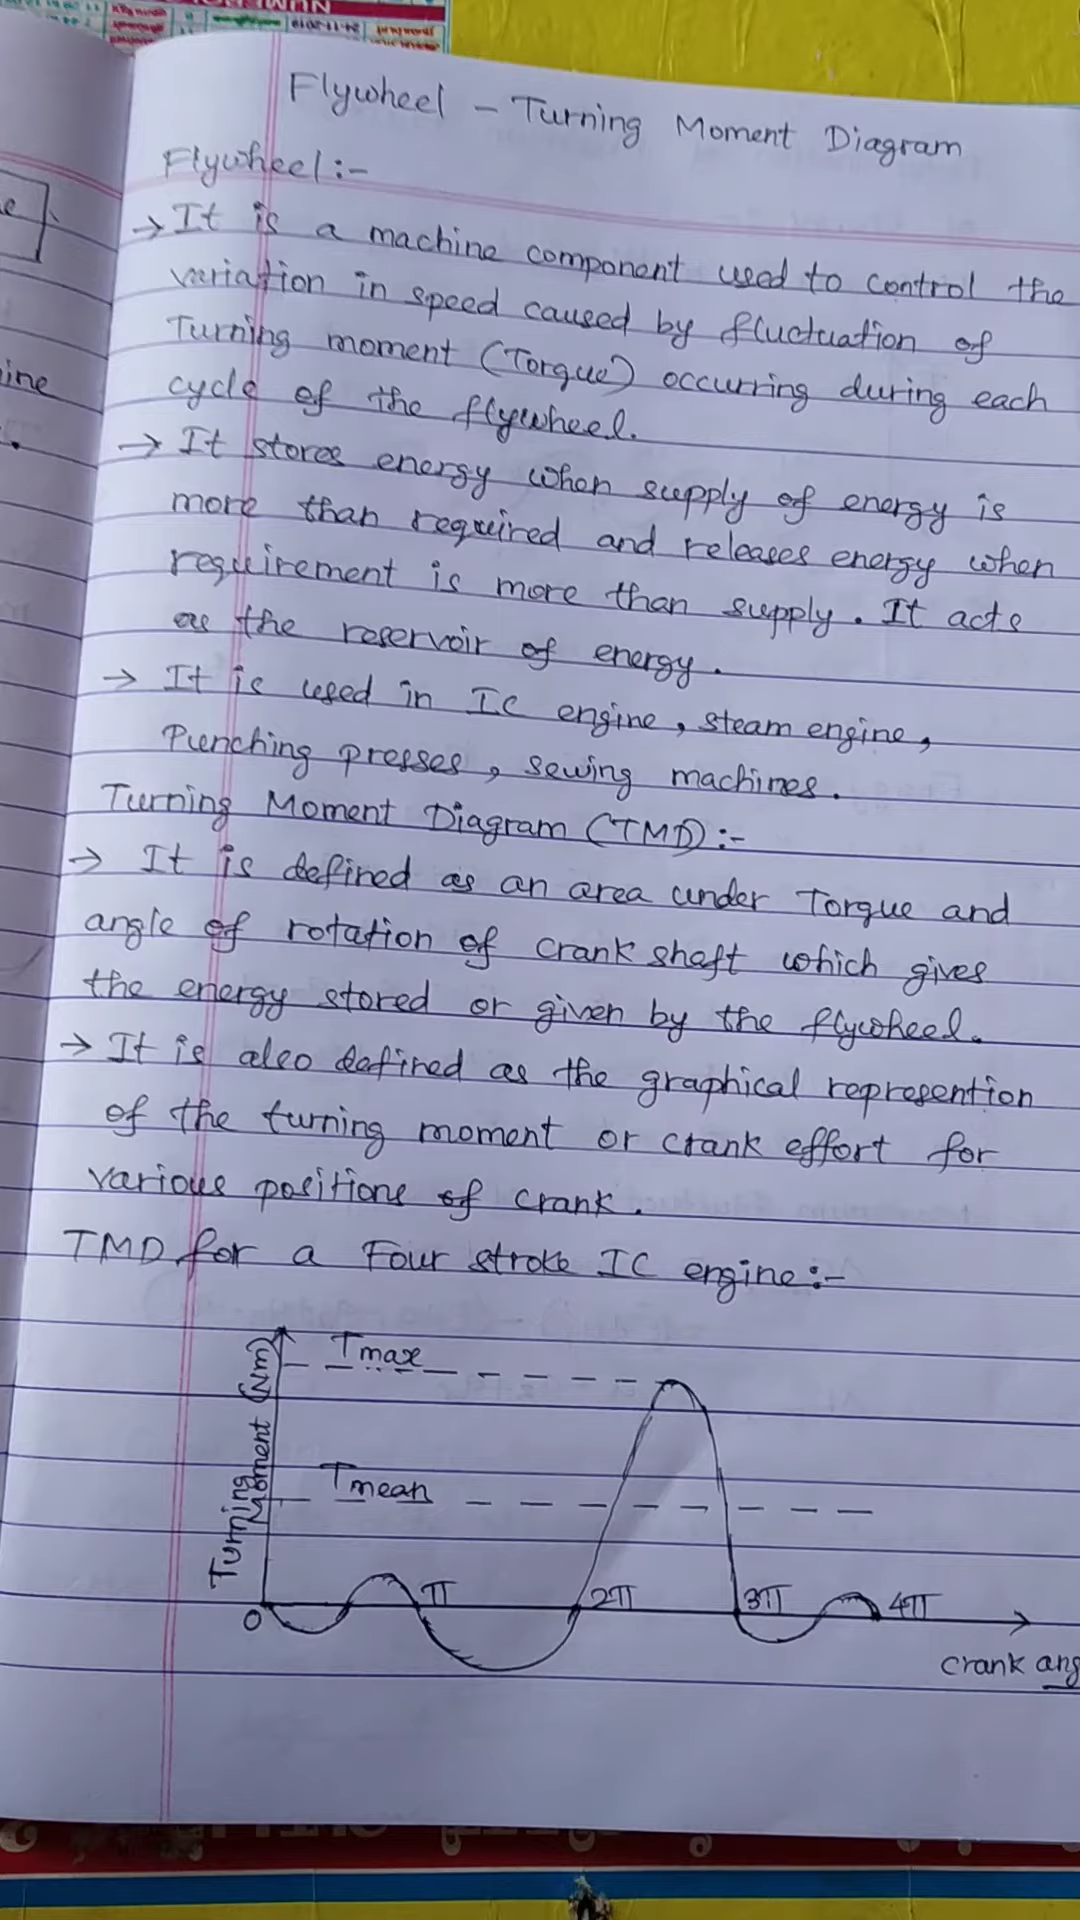 Flywheel - Turning Moment Diagram
Flywheel :-
→ It is a machine component used to control the
variation in speed caused by fluctuation of
Turning moment (Torque) occurring during each
cycle of the flywheel.
→ It stores energy when supply of energy is
more than required and releases energy when
requirement is more than supply. It acts
as the reservoir of energy.
→ It is used in IC engine, steam engine,
Punching presses, sewing machines.
Turning Moment Diagram (TMD) :-
→ It is defined as an area under Torque and
angle of rotation of crank shaft which gives
the energy stored or given by the flywheel.
→ It is also defined as the graphical represention
of the turning moment or crank effort for
various positions of crank.
TMD for a Four stroke IC engine :-
Tmax
Tmean
Turning
Moment (Nm)
0
π
2π
3π
4π
crank ang
ine